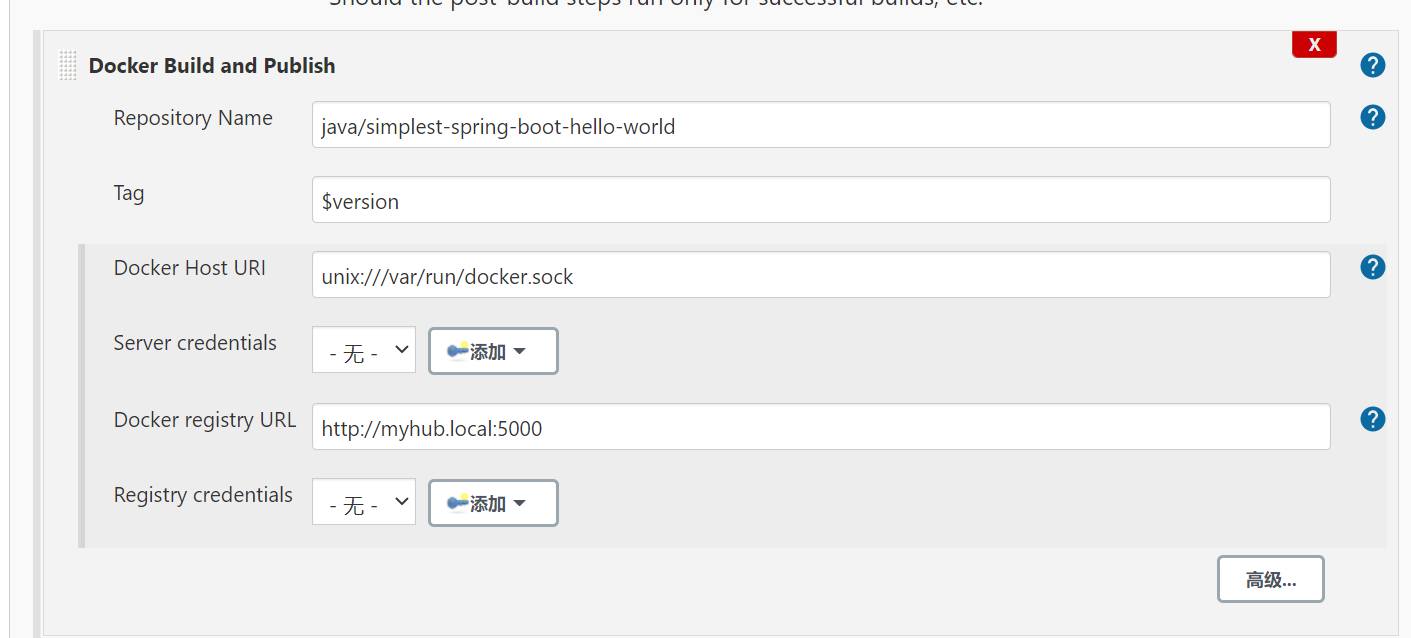 Should the post-build steps run only for successful builds, etc.
X
Docker Build and Publish
?
Repository Name
java/simplest-spring-boot-hello-world
?
Tag
$version
Docker Host URI
unix:///var/run/docker.sock
?
Server credentials
- 无 -
添加
Docker registry URL
http://myhub.local:5000
?
Registry credentials
- 无 -
添加
高级...